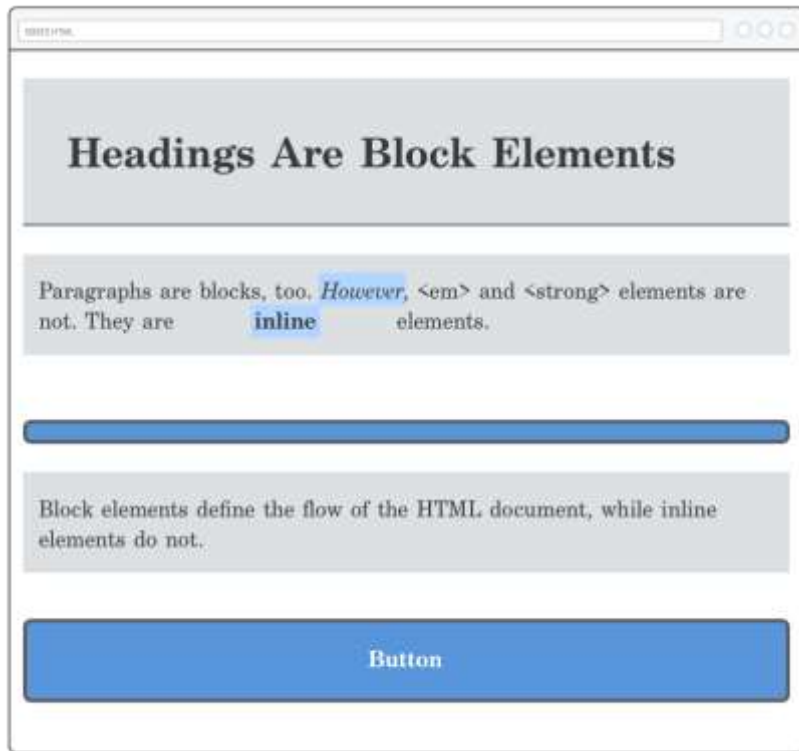 Headings Are Block Elements
Paragraphs are blocks, too. However, <em> and <strong> elements are
not. They are inline elements.
Block elements define the flow of the HTML document, while inline
elements do not.
Button